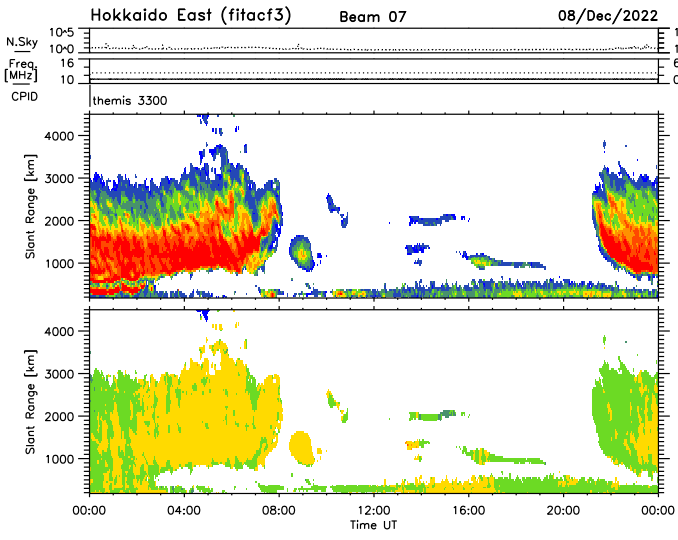 Hokkaido East (fitacf3) Beam 07 08/Dec/2022
10^5 1
N.Sky
10^0 1
Freq. 16 6
[MHz] 10 0
CPID themis 3300
4000
3000
2000
1000
Slant Range [km]
4000
3000
2000
1000
Slant Range [km]
00:00 04:00 08:00 12:00 16:00 20:00 00:00
Time UT